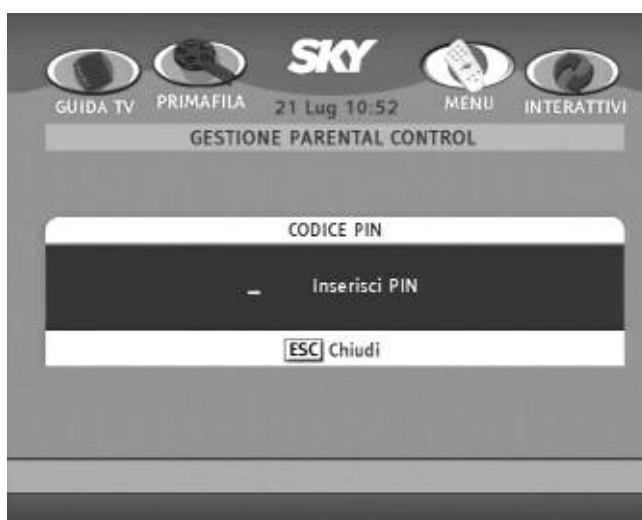 SKY
GUIDA TV PRIMAFILA 21 Lug 10:52 MENU INTERATTIVI
GESTIONE PARENTAL CONTROL
CODICE PIN
_ Inserisci PIN
ESC Chiudi